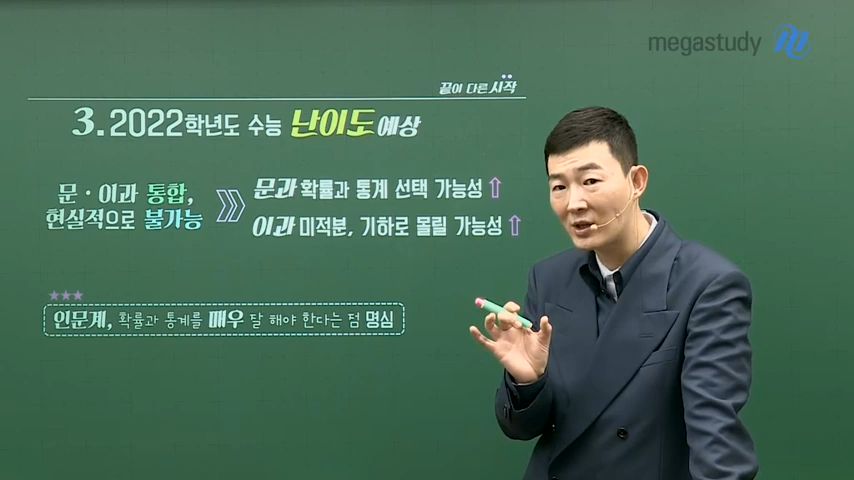 megastudy
끝이 다른 시작
3. 2022학년도 수능 난이도 예상
문·이과 통합,
현실적으로 불가능
문과 확률과 통계 선택 가능성 ↑
이과 미적분, 기하로 몰릴 가능성 ↑
★★★
인문계, 확률과 통계를 매우 잘 해야 한다는 점 명심